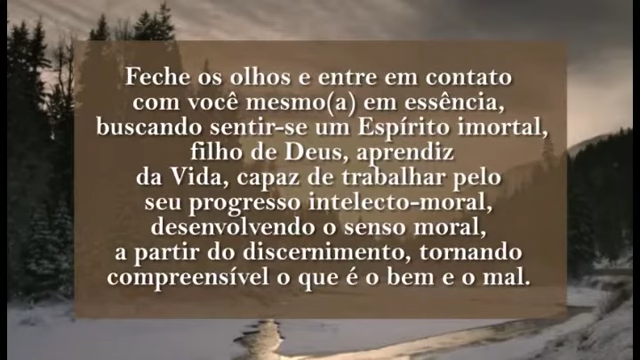 Feche os olhos e entre em contato
com você mesmo(a) em essência,
buscando sentir-se um Espírito imortal,
filho de Deus, aprendiz
da Vida, capaz de trabalhar pelo
seu progresso intelecto-moral,
desenvolvendo o senso moral,
a partir do discernimento, tornando
compreensível o que é o bem e o mal.